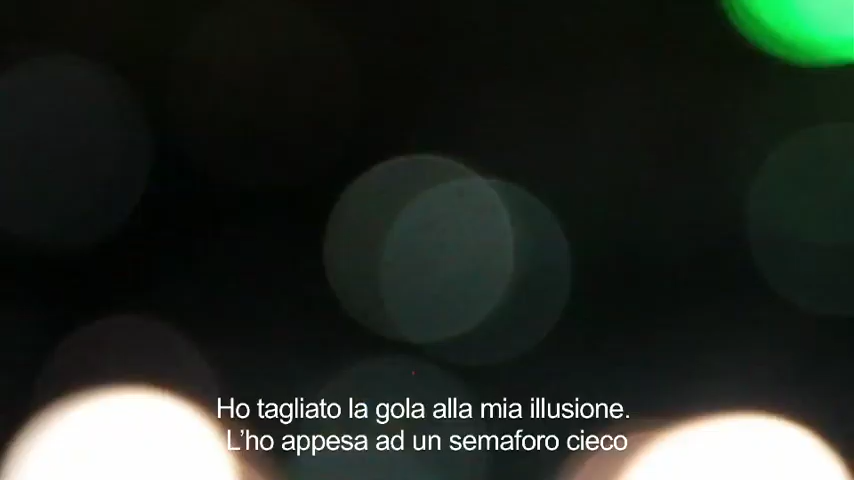 Ho tagliato la gola alla mia illusione.
L'ho appesa ad un semaforo cieco